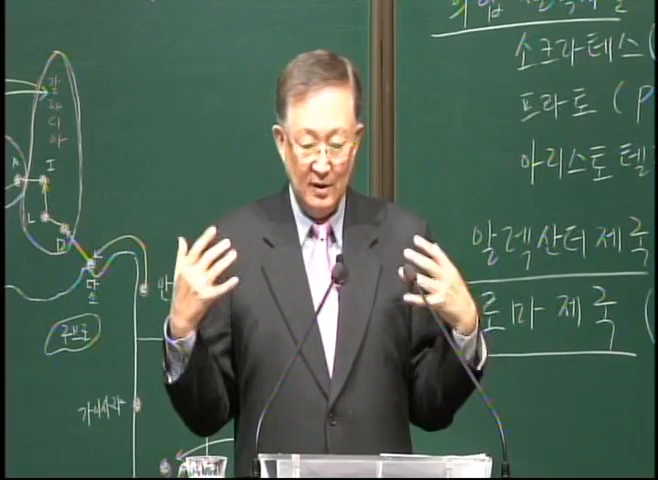 갈라디아
A
I
L
D
다소
안
구브로
가이사랴
소크라테스(
프라토 (P
아리스토텔
알렉산터 제국
로마 제국 (